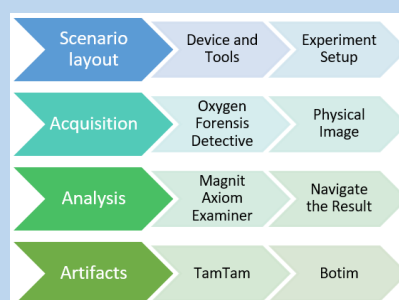 Scenario
layout
Device and
Tools
Experiment
Setup
Acquisition
Oxygen
Forensis
Detective
Physical
Image
Analysis
Magnit
Axiom
Examiner
Navigate
the Result
Artifacts
TamTam
Botim